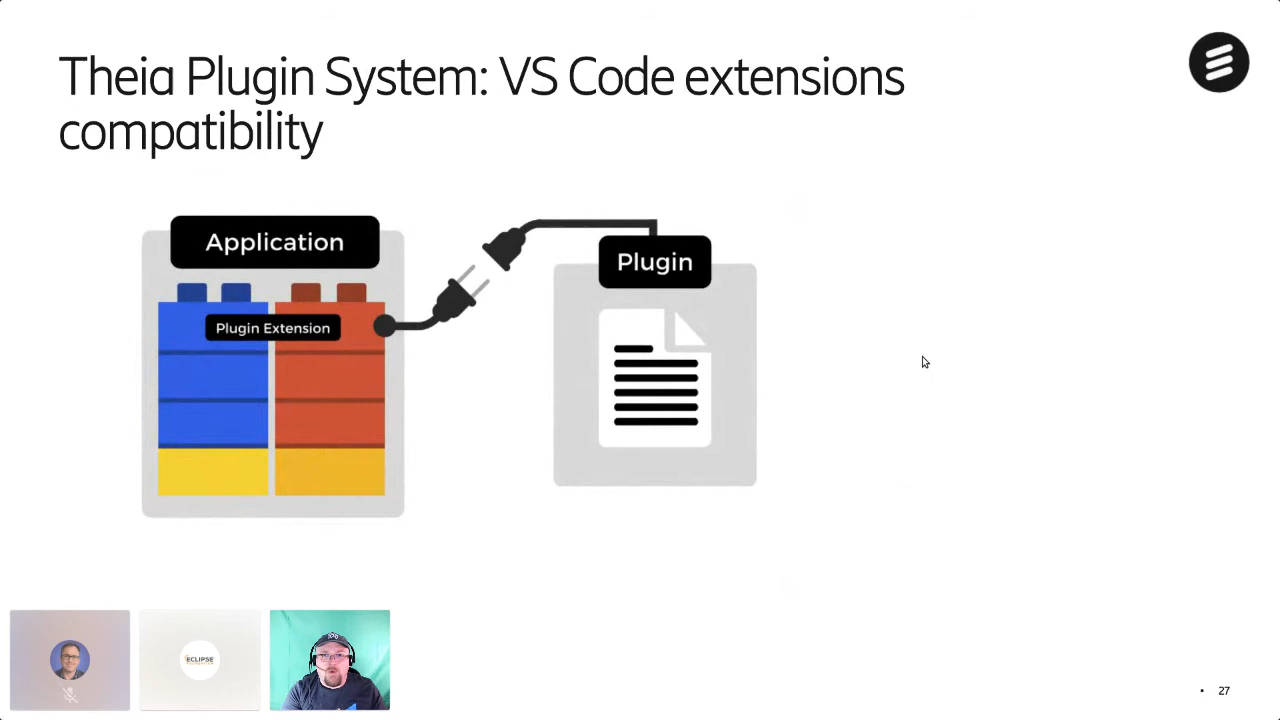 Theia Plugin System: VS Code extensions
compatibility
Application
Plugin
Plugin Extension
ECLIPSE
27